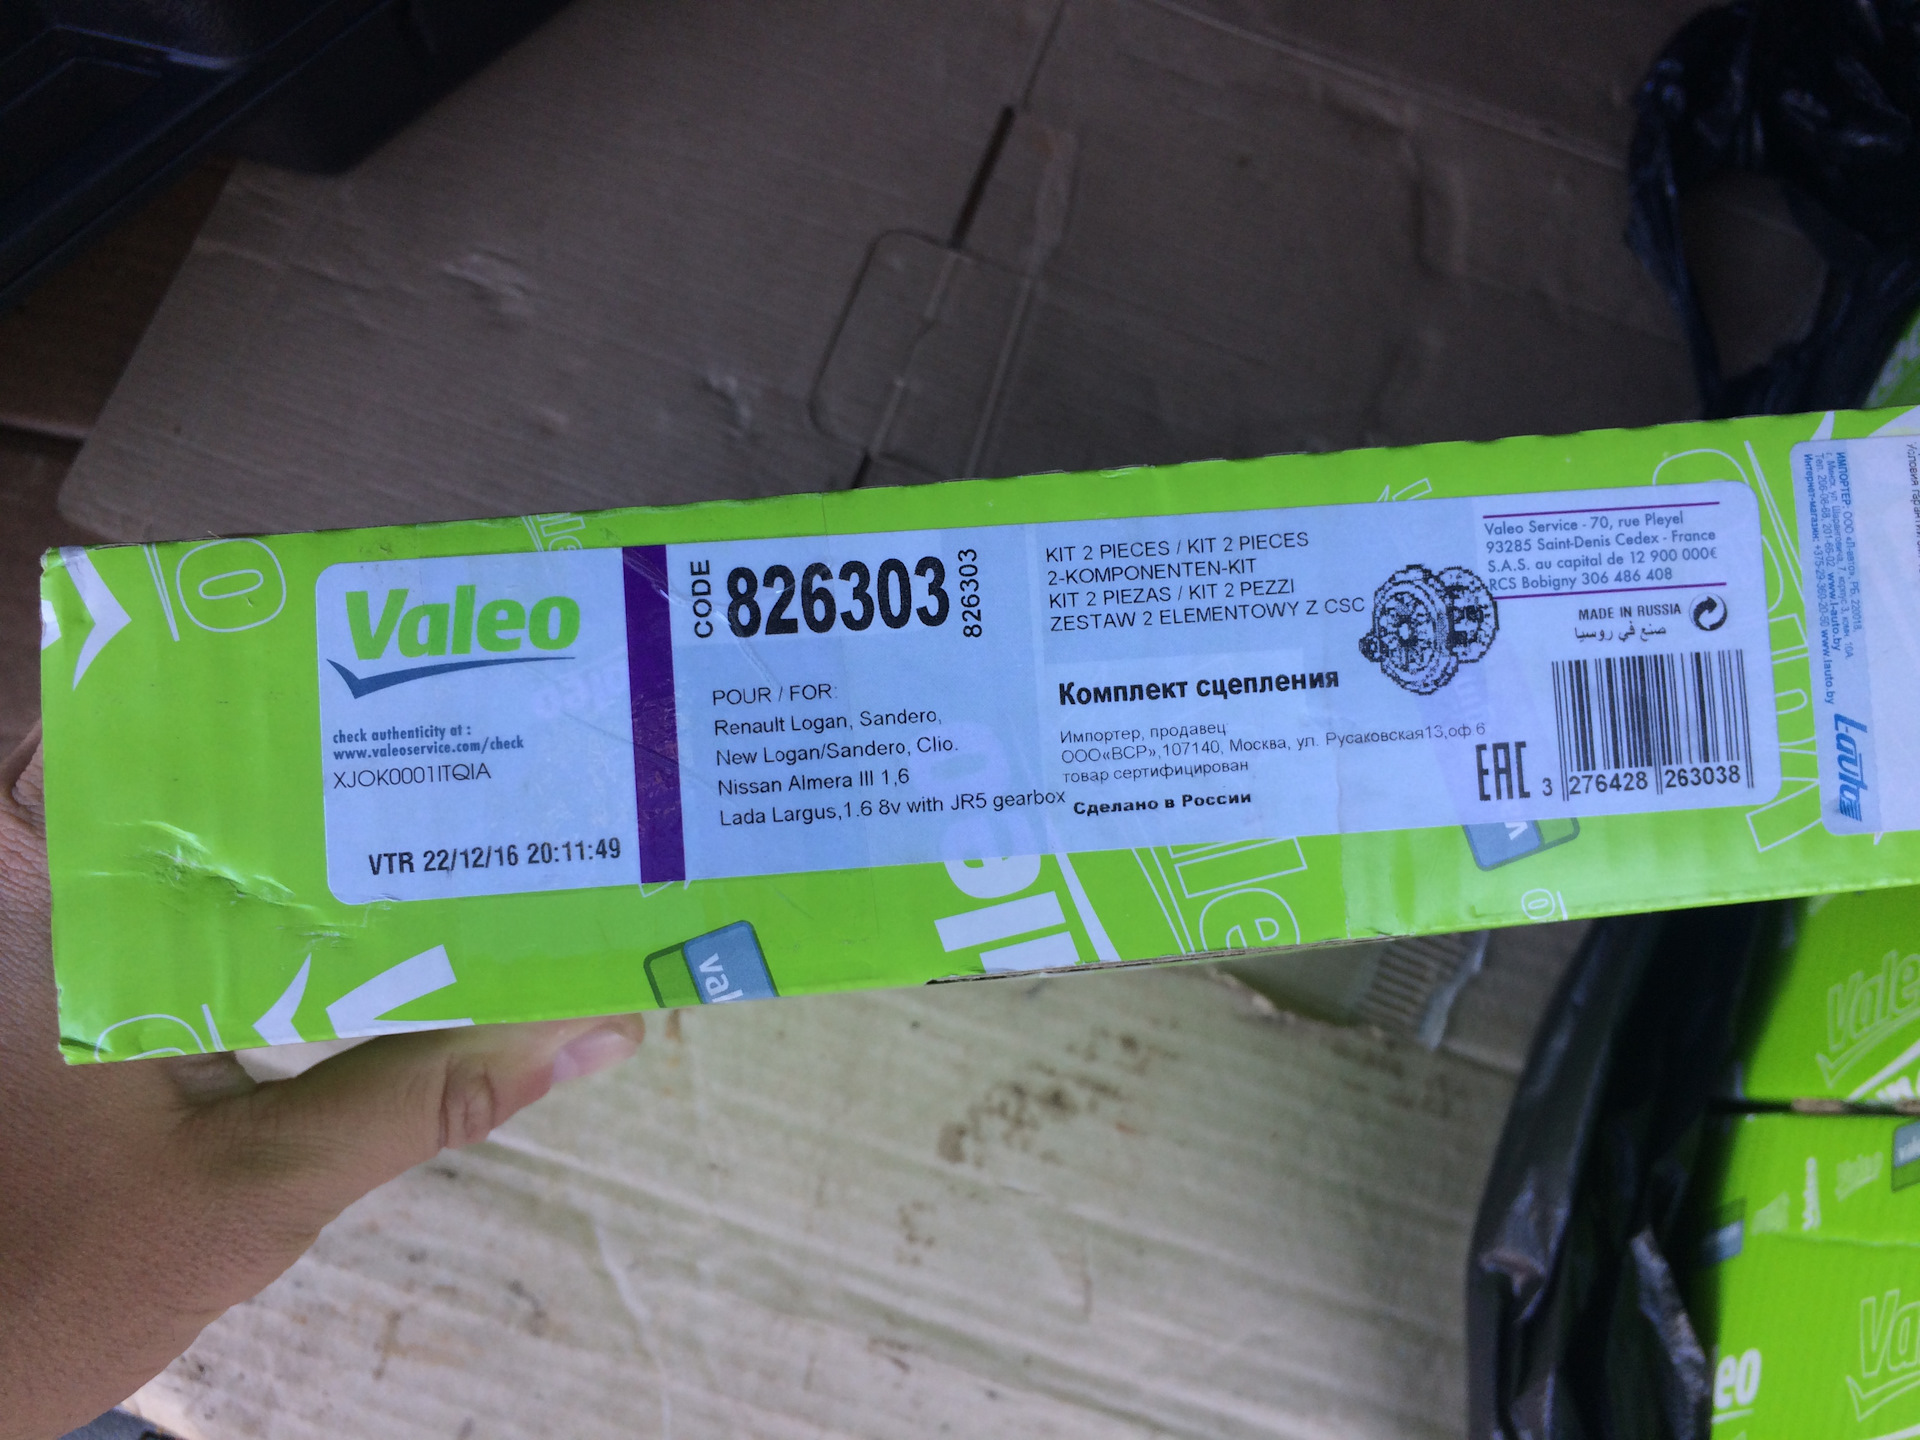 Valeo
check authenticity at :
www.valeoservice.com/check
XJOK0001ITQIA
VTR 22/12/16 20:11:49
CODE
826303
826303
POUR / FOR:
Renault Logan, Sandero,
New Logan/Sandero, Clio.
Nissan Almera III 1,6
Lada Largus,1.6 8v with JR5 gearbox
KIT 2 PIECES / KIT 2 PIECES
2-KOMPONENTEN-KIT
KIT 2 PIEZAS / KIT 2 PEZZI
ZESTAW 2 ELEMENTOWY Z CSC
Комплект сцепления
Импортер, продавец
ООО«ВСР»,107140, Москва, ул. Русаковская13,оф.6
товар сертифицирован
Сделано в России
Valeo Service - 70, rue Pleyel
93285 Saint-Denis Cedex - France
S.A.S. au capital de 12 900 000€
RCS Bobigny 306 486 408
MADE IN RUSSIA
صنع في روسيا
EAC
3 276428 263038
L-auto
Valeo
eo